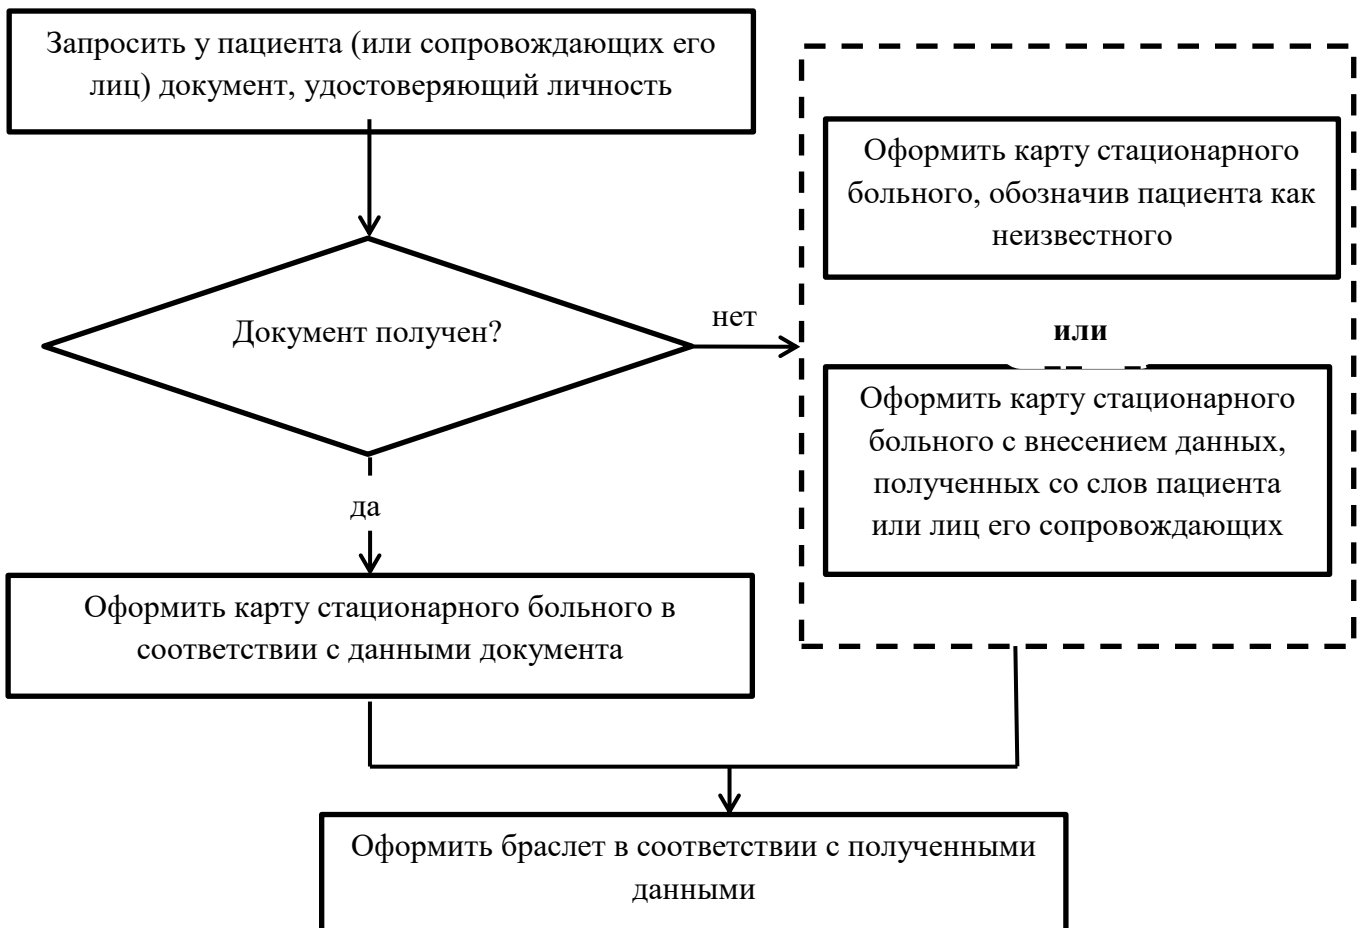 Запросить у пациента (или сопровождающих его
лиц) документ, удостоверяющий личность
Документ получен?
нет
Оформить карту стационарного
больного, обозначив пациента как
неизвестного
или
Оформить карту стационарного
больного с внесением данных,
полученных со слов пациента
или лиц его сопровождающих
да
Оформить карту стационарного больного в
соответствии с данными документа
Оформить браслет в соответствии с полученными
данными